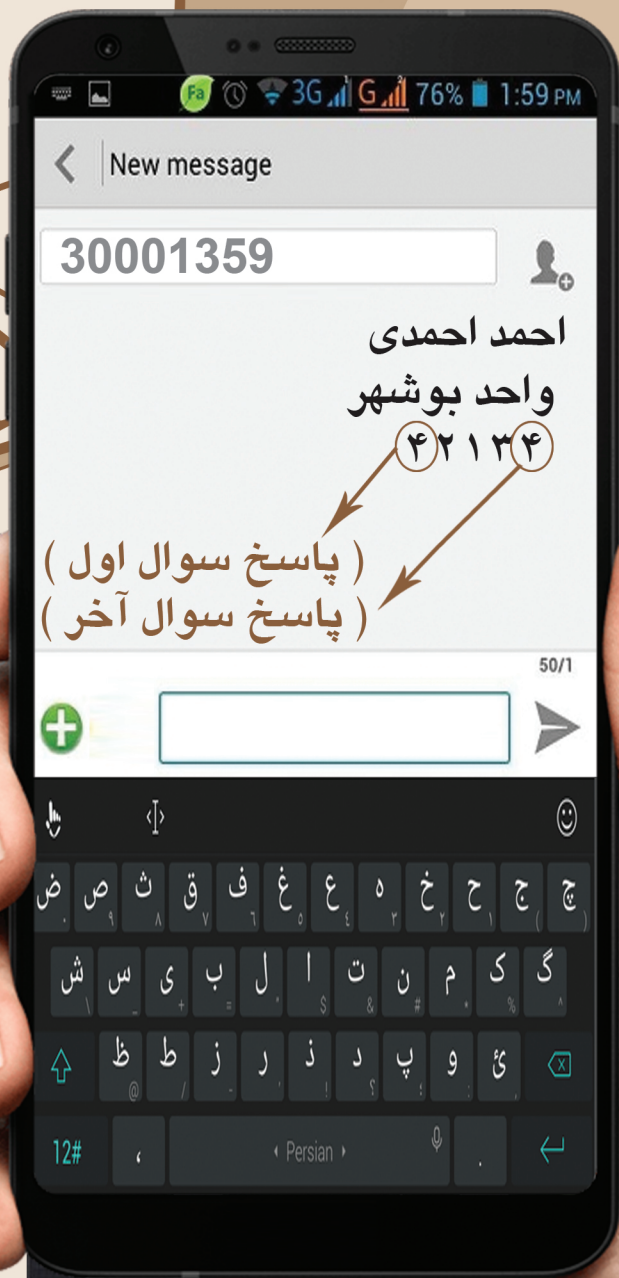 Fa 3G G 76% 1:59 PM
New message
30001359
احمد احمدی
واحد بوشهر
۴۲۱۳۴
( پاسخ سوال اول )
( پاسخ سوال آخر )
50/1
ض ص ث ق ف غ ع ه خ ح ج چ
ش س ی ب ل ا ت ن م ک گ
ظ ط ز ر ذ د پ و ئ
12# ، Persian .